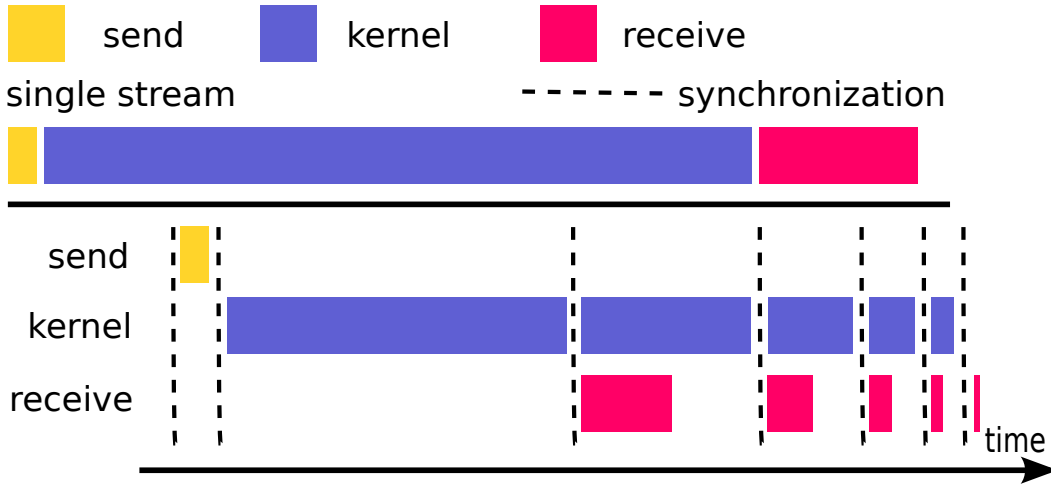 send kernel receive
single stream synchronization
send
kernel
receive
time